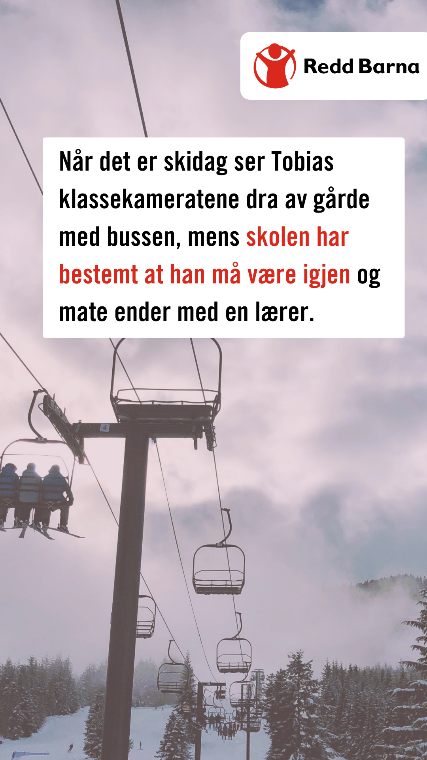 Redd Barna
Når det er skidag ser Tobias
klassekameratene dra av gårde
med bussen, mens skolen har
bestemt at han må være igjen og
mate ender med en lærer.
4